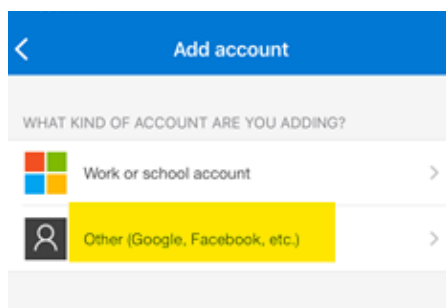 Add account
WHAT KIND OF ACCOUNT ARE YOU ADDING?
Work or school account
Other (Google, Facebook, etc.)